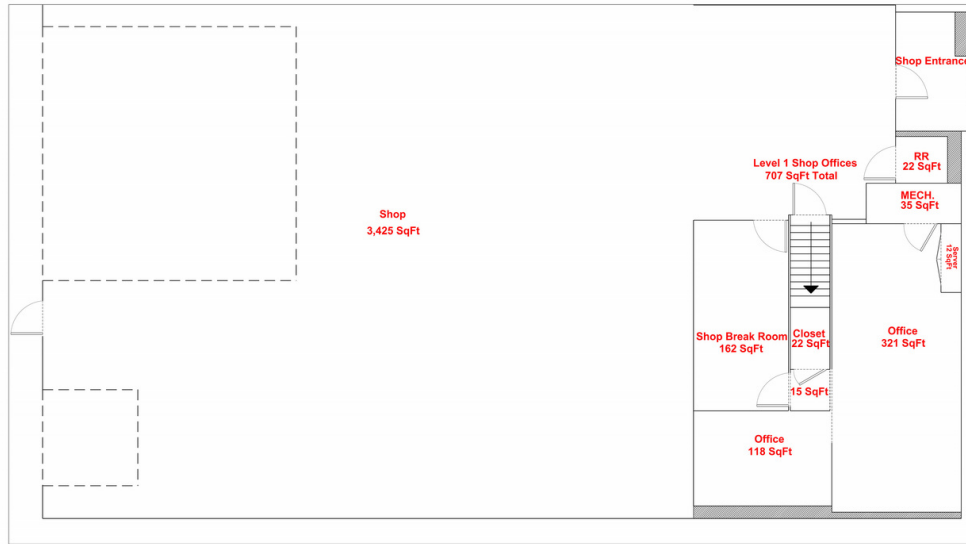 Shop Entrance
Level 1 Shop Offices
707 SqFt Total
RR
22 SqFt
MECH.
35 SqFt
Shop
3,425 SqFt
Server
12 SqFt
Shop Break Room
162 SqFt
Closet
22 SqFt
Office
321 SqFt
15 SqFt
Office
118 SqFt